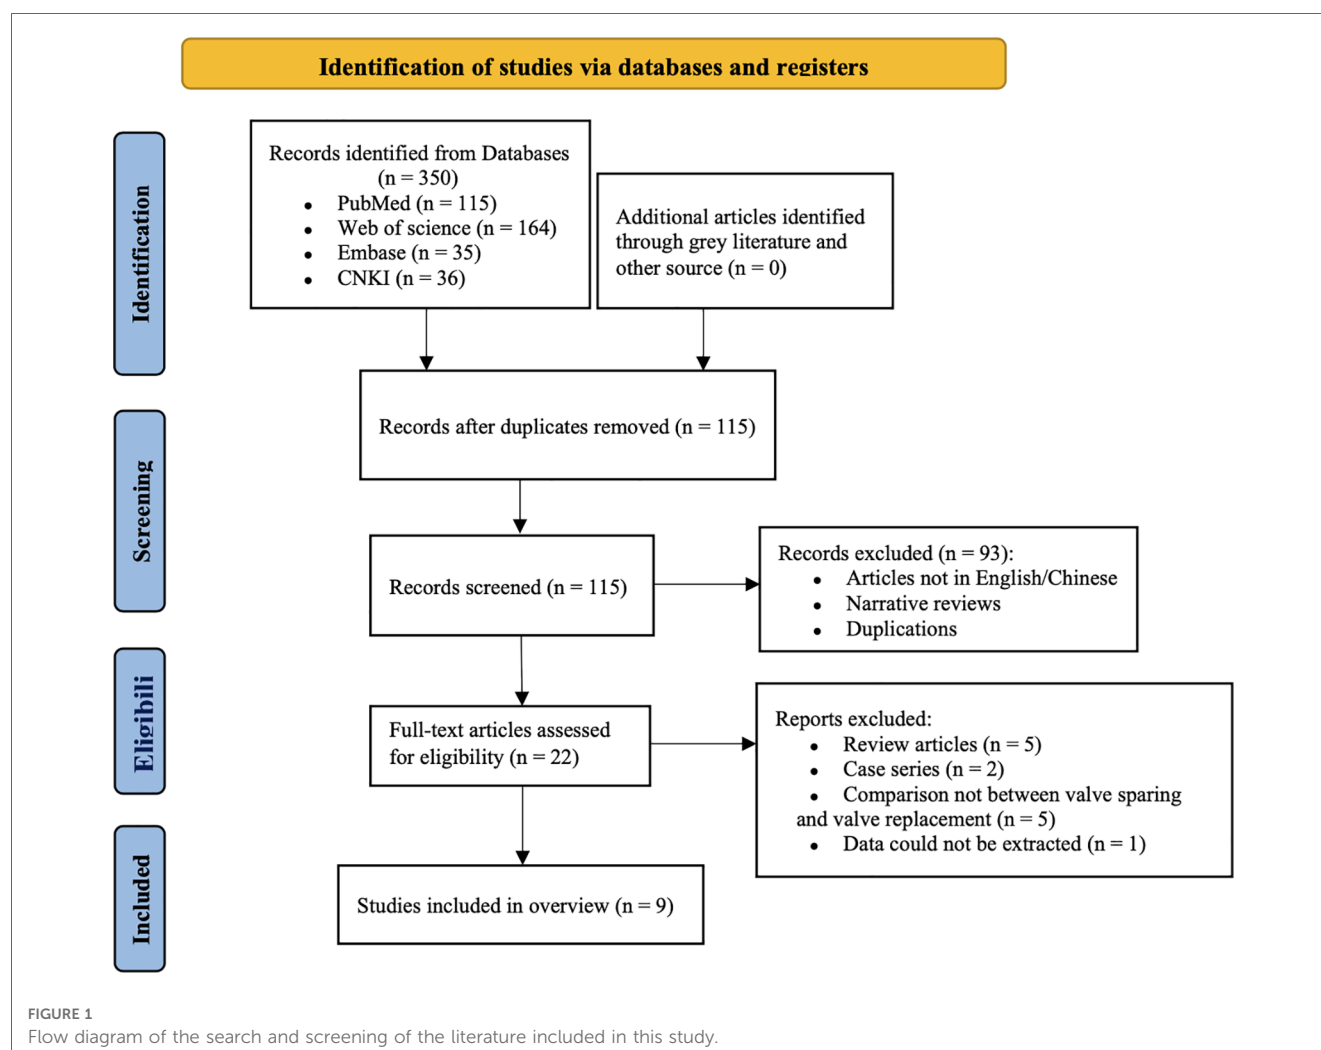 Identification of studies via databases and registers
Identification
Records identified from Databases
(n = 350)
• PubMed (n = 115)
• Web of science (n = 164)
• Embase (n = 35)
• CNKI (n = 36)
Additional articles identified
through grey literature and
other source (n = 0)
Records after duplicates removed (n = 115)
Screening
Records screened (n = 115)
Records excluded (n = 93):
• Articles not in English/Chinese
• Narrative reviews
• Duplications
Eligibili
Full-text articles assessed
for eligibility (n = 22)
Reports excluded:
• Review articles (n = 5)
• Case series (n = 2)
• Comparison not between valve sparing
and valve replacement (n = 5)
• Data could not be extracted (n = 1)
Included
Studies included in overview (n = 9)
FIGURE 1
Flow diagram of the search and screening of the literature included in this study.